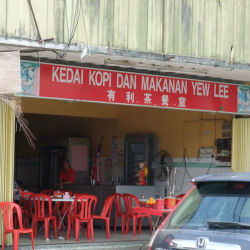 KEDAI KOPI DAN MAKANAN YEW LEE
有利茶餐室